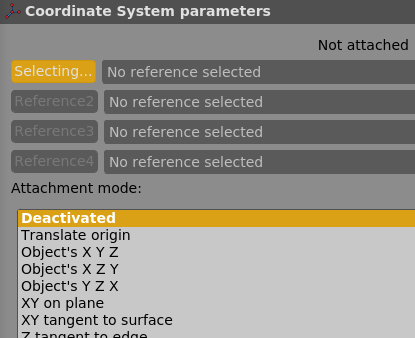 Coordinate System parameters
Not attached
Selecting... No reference selected
Reference2 No reference selected
Reference3 No reference selected
Reference4 No reference selected
Attachment mode:
Deactivated
Translate origin
Object's X Y Z
Object's X Z Y
Object's Y Z X
XY on plane
XY tangent to surface
Z tangent to edge